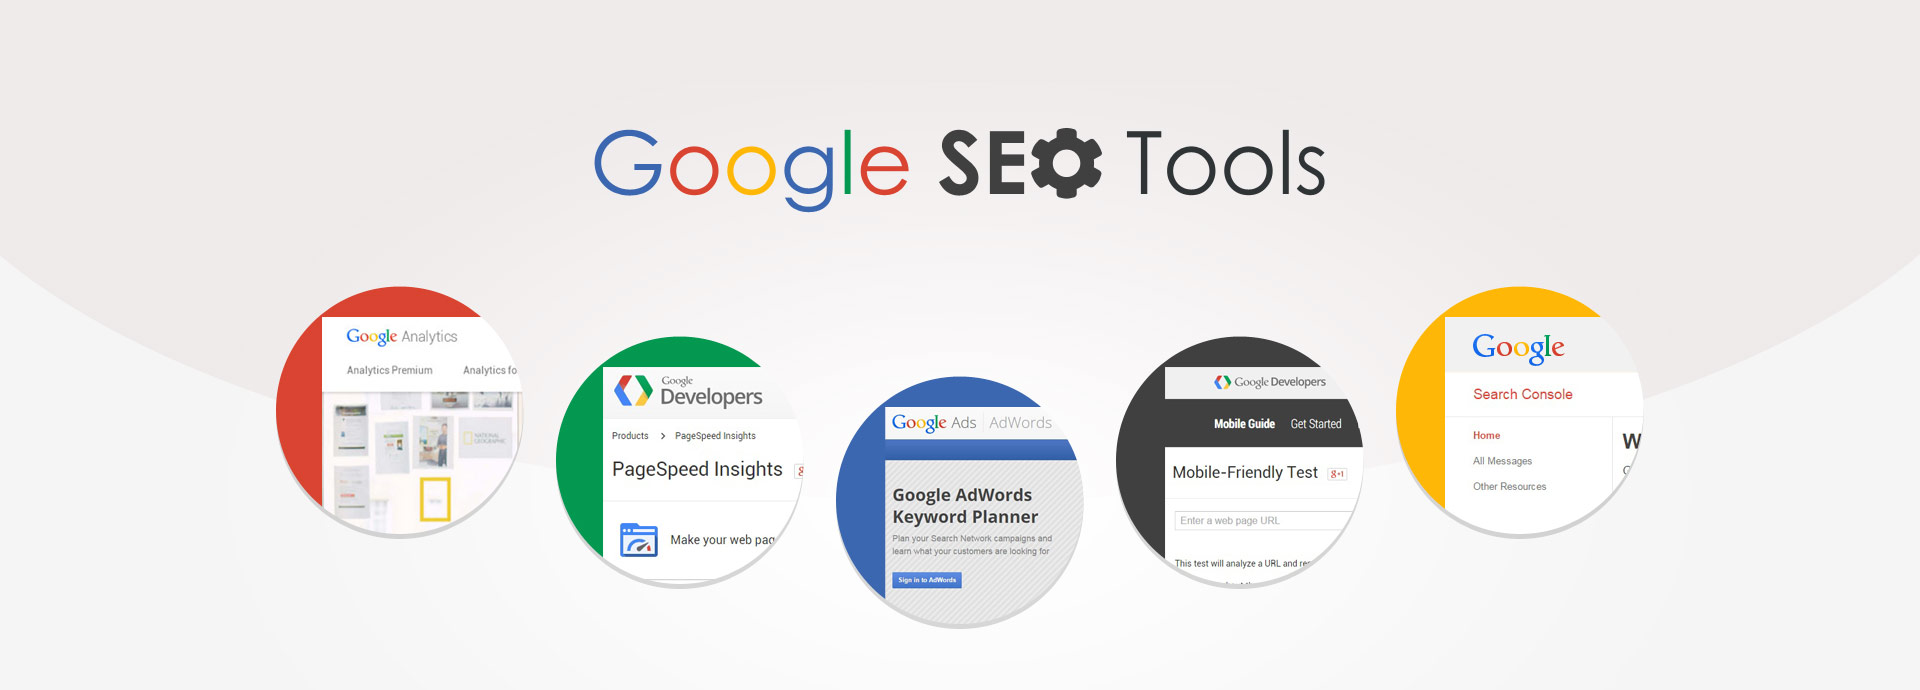 Google SEO Tools
Google Analytics
Analytics Premium Analytics fo
NATIONAL GEOGRAPHIC
Google
Developers
Products > PageSpeed Insights
PageSpeed Insights g
Make your web pag
Google Ads AdWords
Google AdWords
Keyword Planner
Plan your Search Network campaigns and
learn what your customers are looking for
Sign in to AdWords
Google Developers
Mobile Guide Get Started
Mobile-Friendly Test g+1
Enter a web page URL
This test will analyze a URL and re
Google
Search Console
Home
All Messages
Other Resources
W